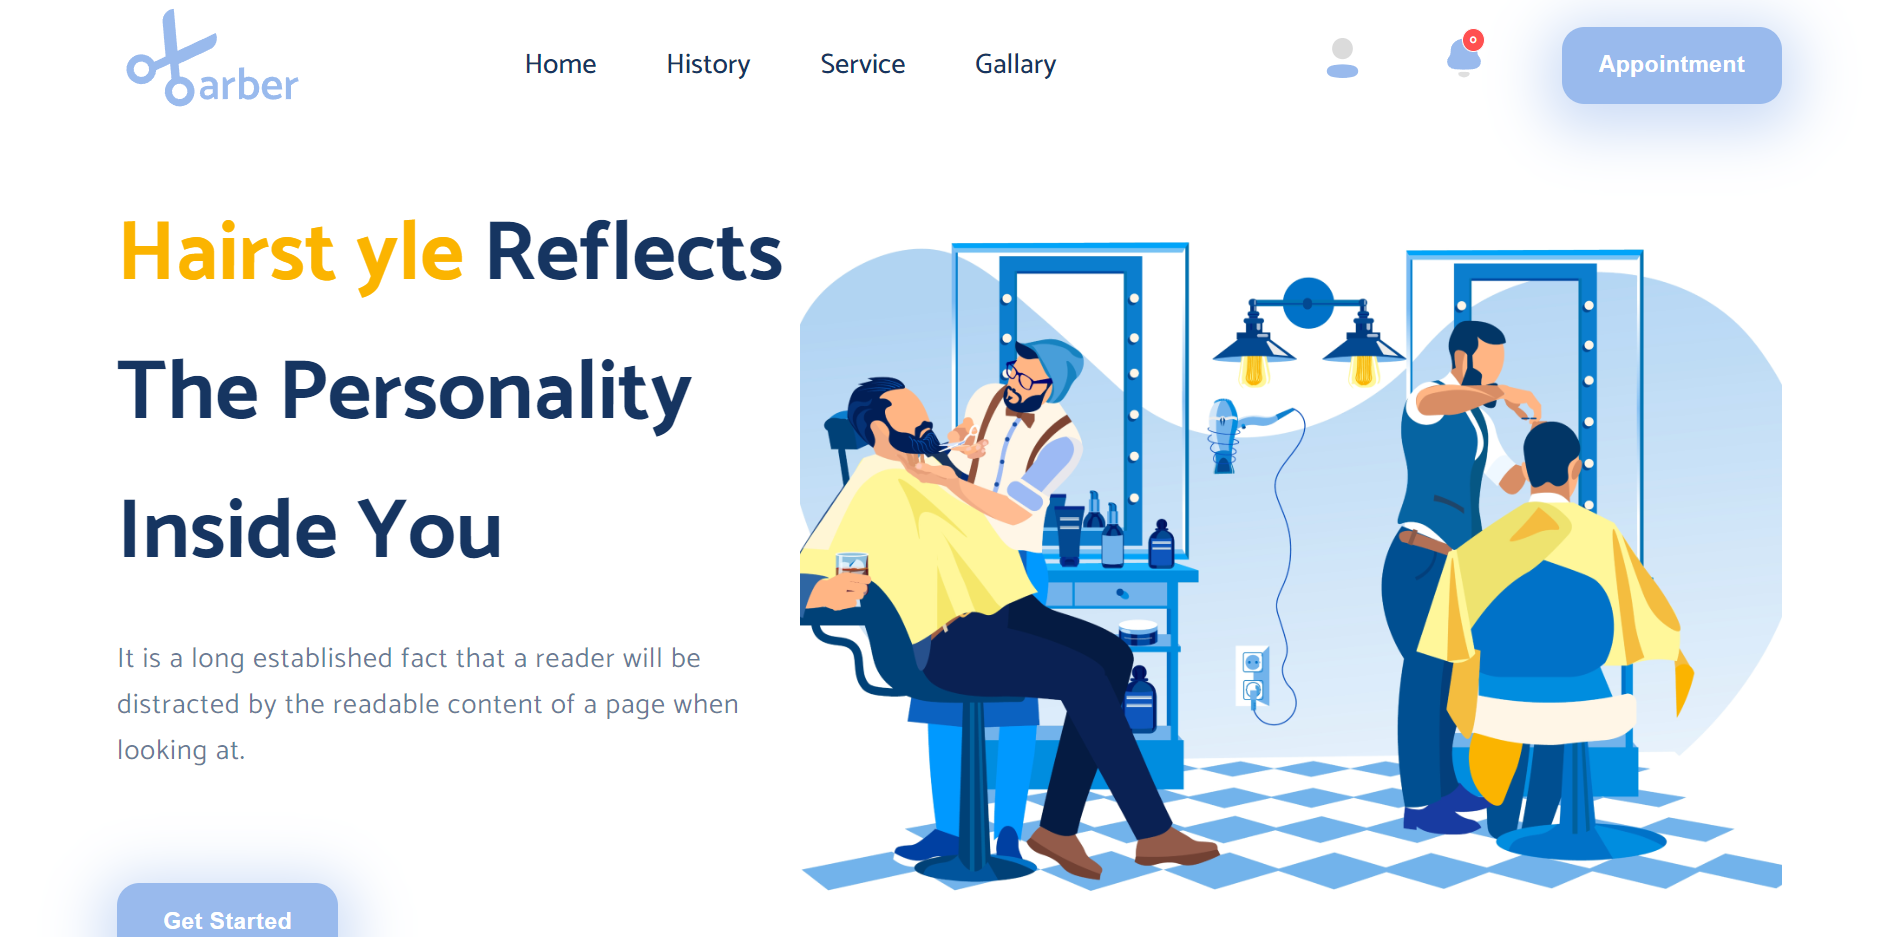 arber
Home
History
Service
Gallary
0
Appointment
Hairst yle Reflects
The Personality
Inside You
It is a long established fact that a reader will be
distracted by the readable content of a page when
looking at.
Get Started